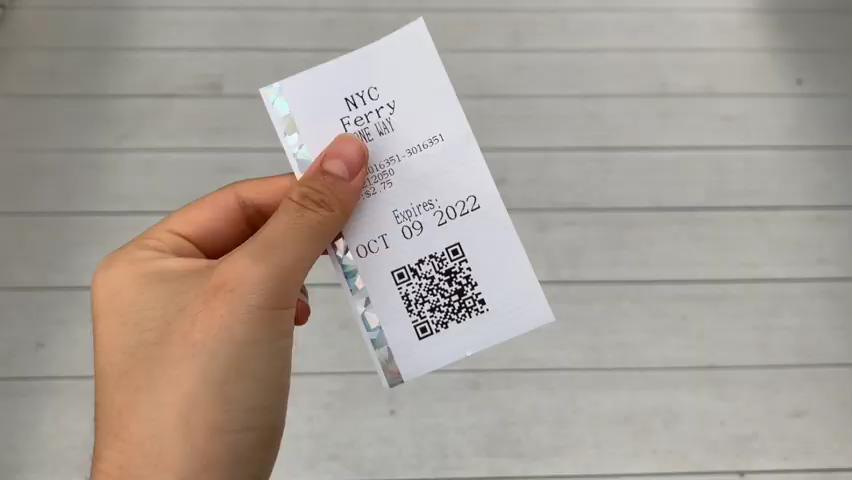 NYC
Ferry
ONE WAY
016351-3016351
12050
$2.75
Expires:
OCT 09 2022